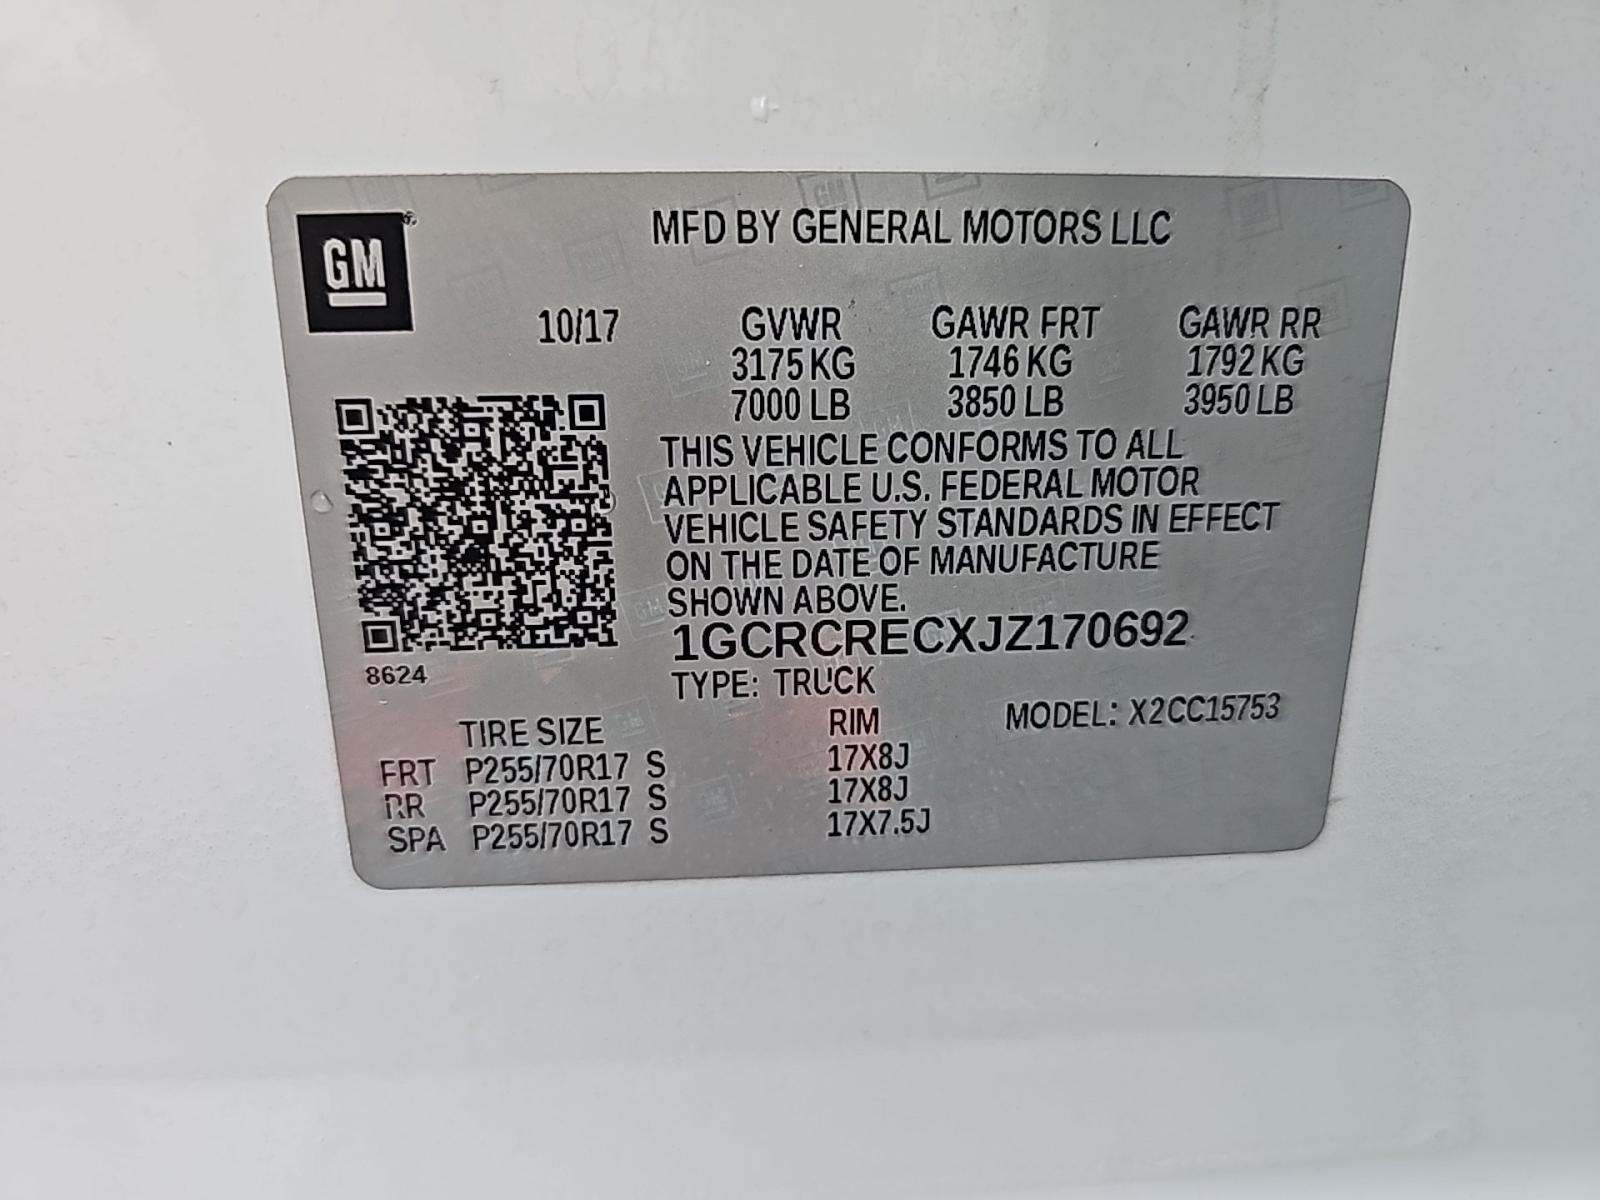 GM
MFD BY GENERAL MOTORS LLC
10/17 GVWR GAWR FRT GAWR RR
3175 KG 1746 KG 1792 KG
7000 LB 3850 LB 3950 LB
THIS VEHICLE CONFORMS TO ALL
APPLICABLE U.S. FEDERAL MOTOR
VEHICLE SAFETY STANDARDS IN EFFECT
ON THE DATE OF MANUFACTURE
SHOWN ABOVE.
1GCRCRECXJZ170692
8624
TYPE: TRUCK
MODEL: X2CC15753
TIRE SIZE RIM
FRT P255/70R17 S 17X8J
RR P255/70R17 S 17X8J
SPA P255/70R17 S 17X7.5J